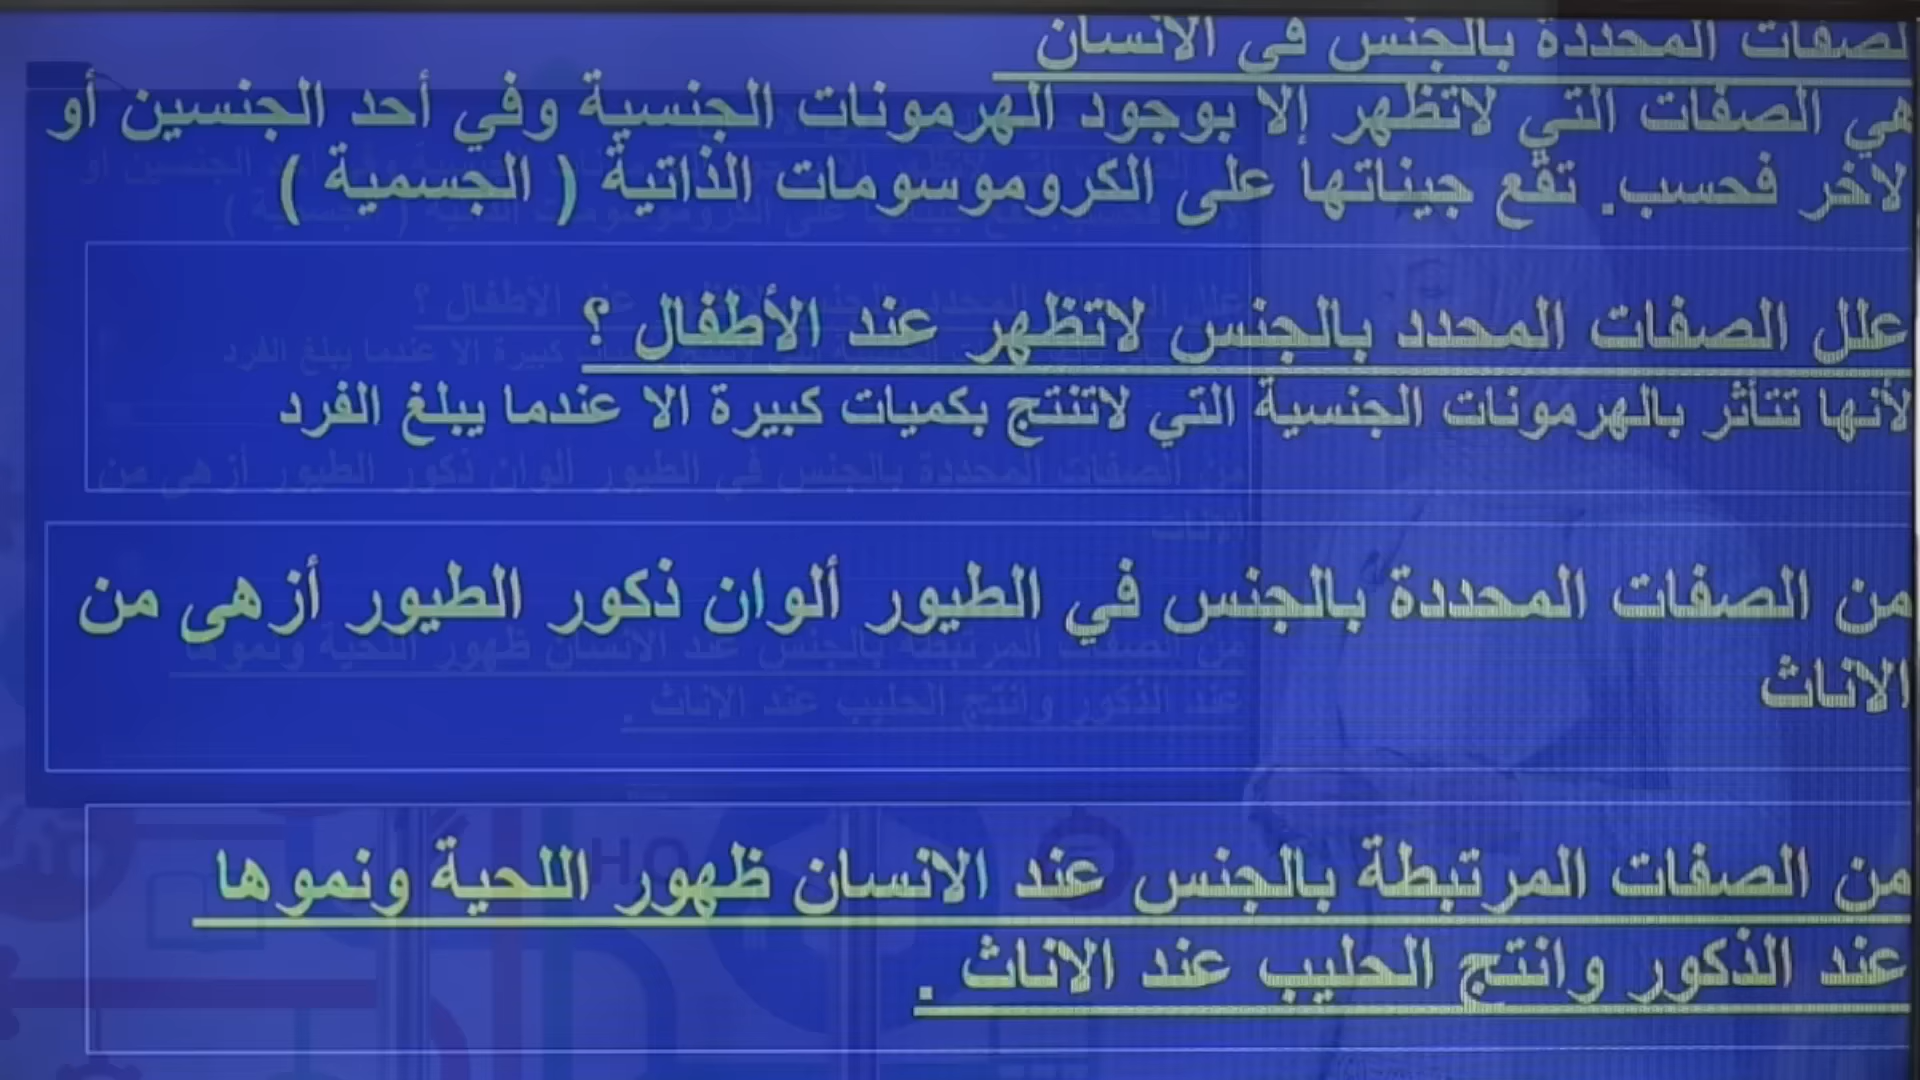 لصفات المحددة بالجنس في الانسان
هي الصفات التي لاتظهر إلا بوجود الهرمونات الجنسية وفي أحد الجنسين أو
لاخر فحسب. تقع جيناتها على الكروموسومات الذاتية ( الجسمية )
علل الصفات المحدد بالجنس لاتظهر عند الأطفال ؟
لأنها تتأثر بالهرمونات الجنسية التي لاتنتج بكميات كبيرة الا عندما يبلغ الفرد
من الصفات المحددة بالجنس في الطيور ألوان ذكور الطيور أزهى من
الاناث
من الصفات المرتبطة بالجنس عند الانسان ظهور اللحية ونموها
عند الذكور وانتج الحليب عند الاناث .